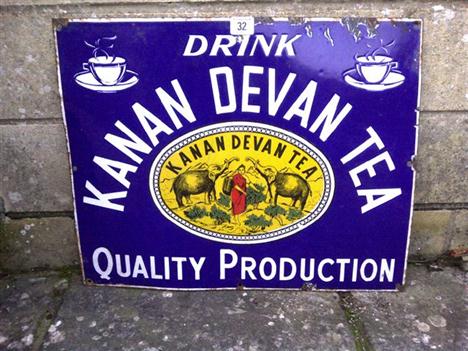 32
DRINK
KANAN DEVAN TEA
KANAN DEVAN TEA
QUALITY PRODUCTION